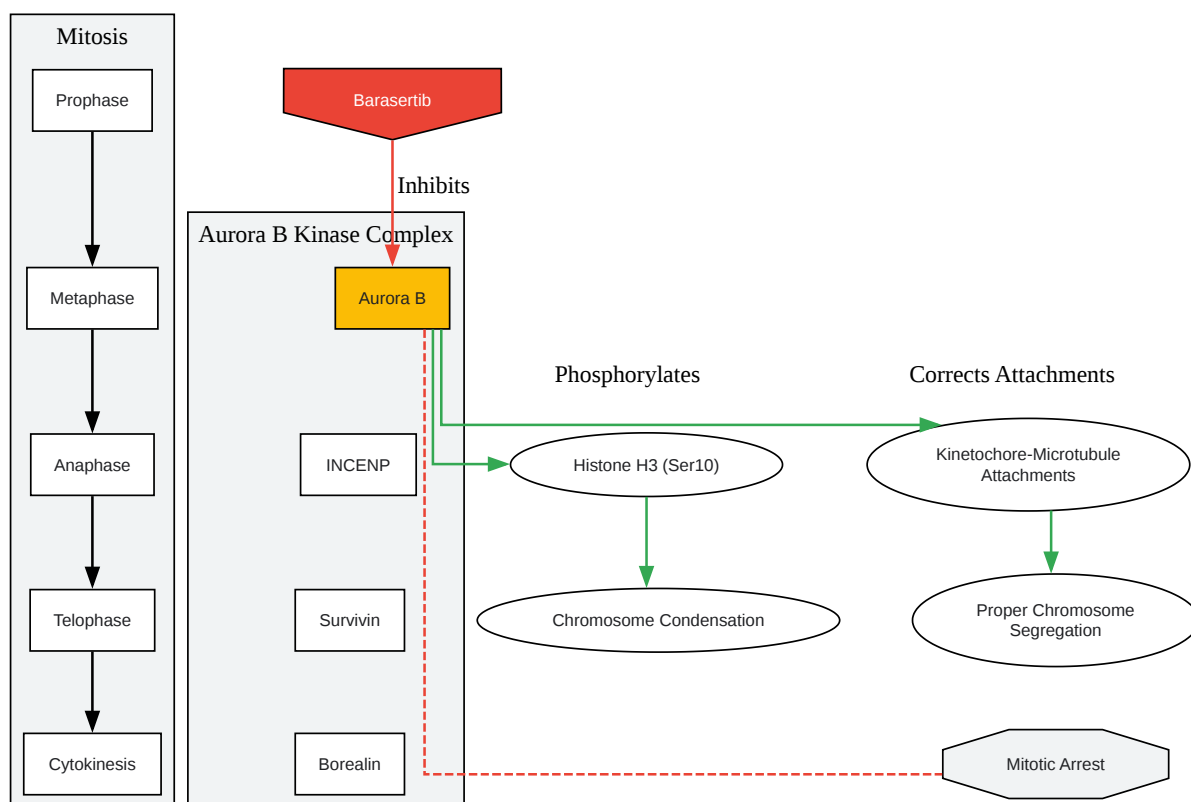 Mitosis
Prophase
Metaphase
Anaphase
Telophase
Cytokinesis
Barasertib
Inhibits
Aurora B Kinase Complex
Aurora B
INCENP
Survivin
Borealin
Phosphorylates
Histone H3 (Ser10)
Chromosome Condensation
Corrects Attachments
Kinetochore-Microtubule
Attachments
Proper Chromosome
Segregation
Mitotic Arrest